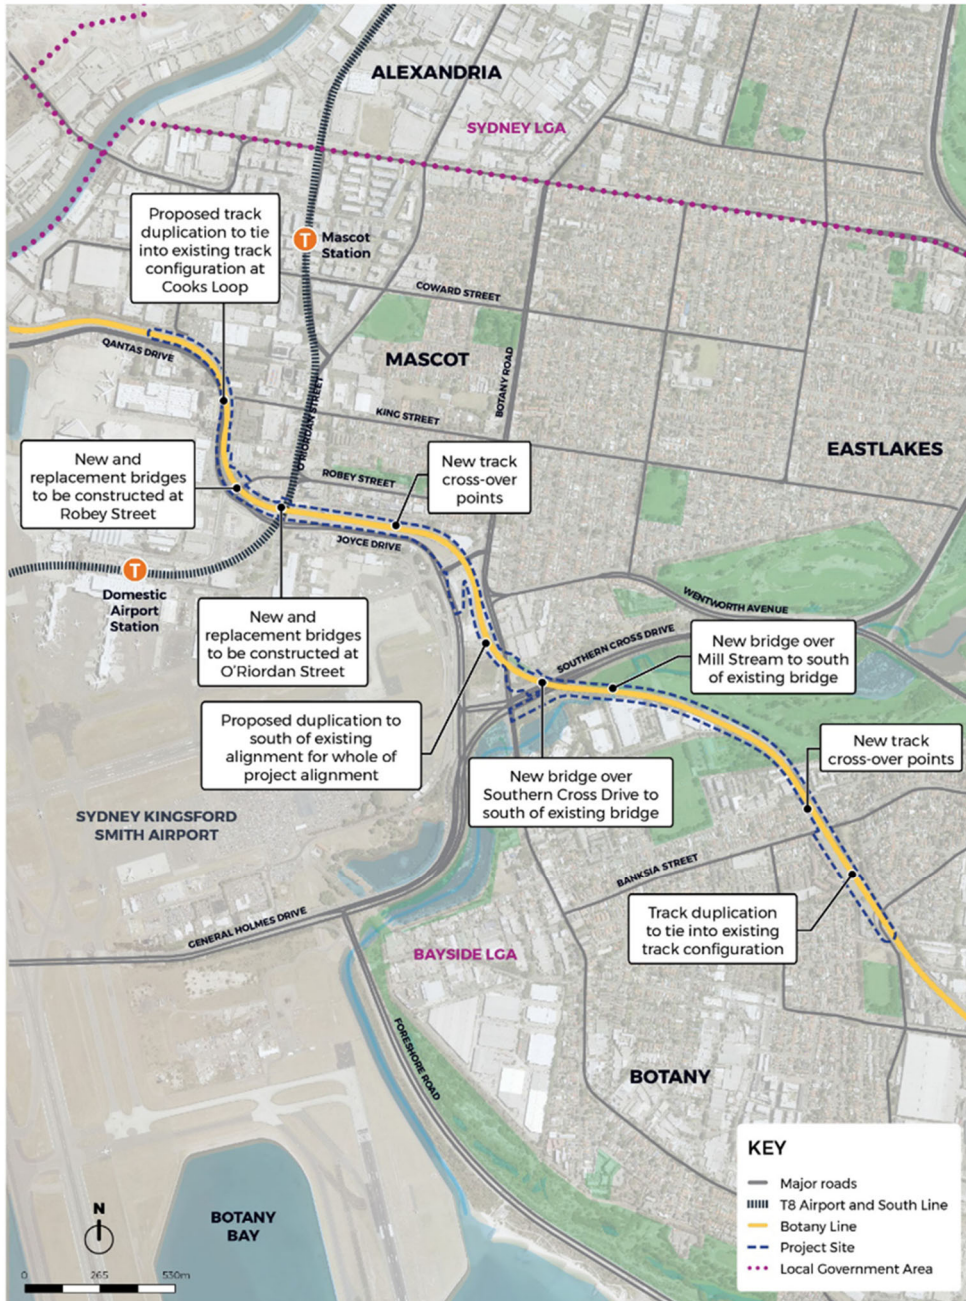 ALEXANDRIA
SYDNEY LGA
Proposed track
duplication to tie
into existing track
configuration at
Cooks Loop
T
Mascot
Station
COWARD STREET
QANTAS DRIVE
MASCOT
BOTANY ROAD
O'RIORDAN STREET
KING STREET
EASTLAKES
New and
replacement bridges
to be constructed at
Robey Street
ROBEY STREET
New track
cross-over
points
JOYCE DRIVE
T
Domestic
Airport
Station
New and
replacement bridges
to be constructed at
O'Riordan Street
WENTWORTH AVENUE
SOUTHERN CROSS DRIVE
New bridge over
Mill Stream to south
of existing bridge
Proposed duplication to
south of existing
alignment for whole of
project alignment
New bridge over
Southern Cross Drive to
south of existing bridge
New track
cross-over points
SYDNEY KINGSFORD
SMITH AIRPORT
BANKSIA STREET
Track duplication
to tie into existing
track configuration
GENERAL HOLMES DRIVE
BAYSIDE LGA
FORESHORE ROAD
BOTANY
BOTANY
BAY
N
0 265 530m
KEY
Major roads
T8 Airport and South Line
Botany Line
Project Site
Local Government Area